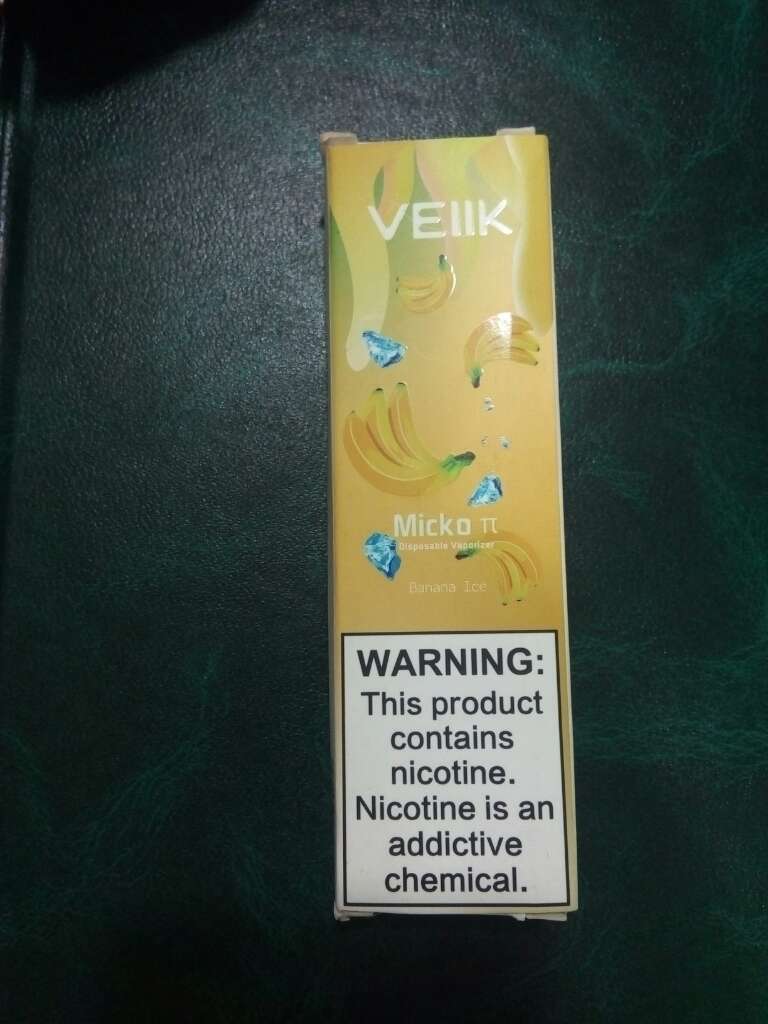 VEIIK
Micko π
Disposable Vaporizer
Banana Ice
WARNING:
This product
contains
nicotine.
Nicotine is an
addictive
chemical.